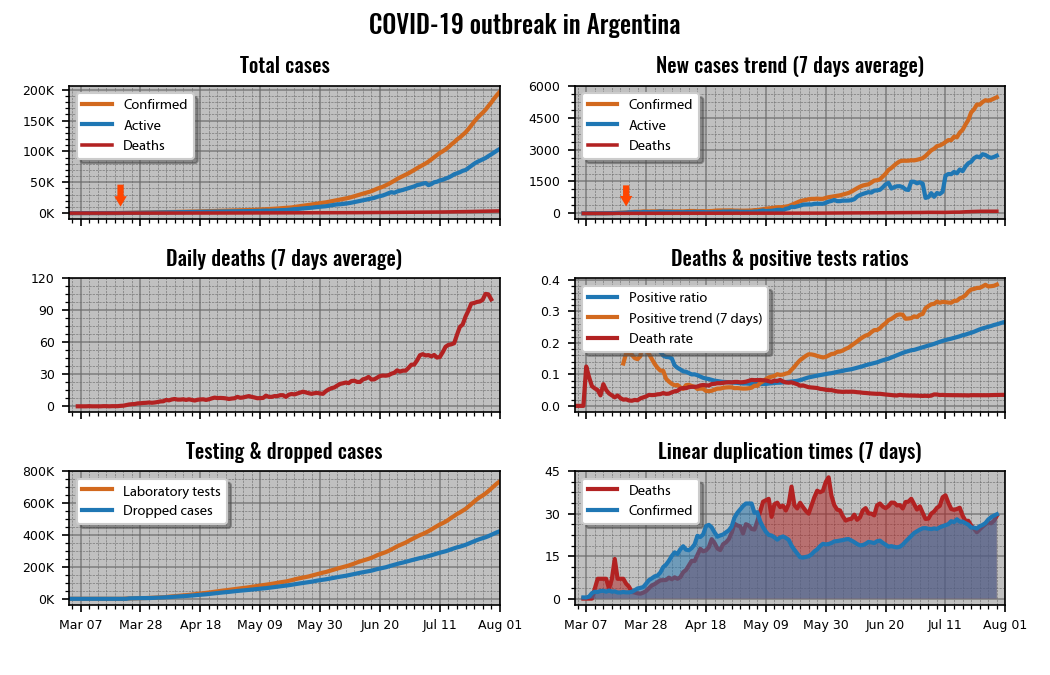 COVID-19 outbreak in Argentina
Total cases
200K
150K
100K
50K
0K
Confirmed
Active
Deaths
New cases trend (7 days average)
6000
4500
3000
1500
0
Confirmed
Active
Deaths
Daily deaths (7 days average)
120
90
60
30
0
Deaths & positive tests ratios
0.4
0.3
0.2
0.1
0.0
Positive ratio
Positive trend (7 days)
Death rate
Testing & dropped cases
800K
600K
400K
200K
0K
Laboratory tests
Dropped cases
Mar 07 Mar 28 Apr 18 May 09 May 30 Jun 20 Jul 11 Aug 01
Linear duplication times (7 days)
45
30
15
0
Deaths
Confirmed
Mar 07 Mar 28 Apr 18 May 09 May 30 Jun 20 Jul 11 Aug 01